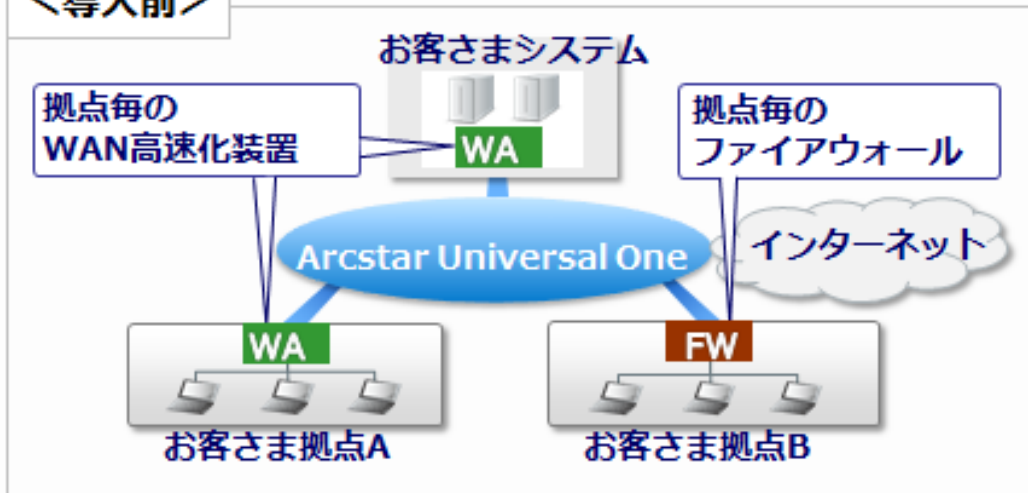 <導入前>
お客さまシステム
拠点毎の
WAN高速化装置
WA
拠点毎の
ファイアウォール
Arcstar Universal One
インターネット
WA
FW
お客さま拠点A
お客さま拠点B